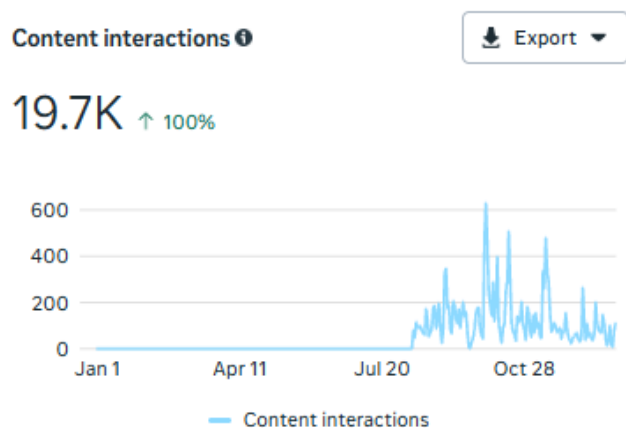 Content interactions
Export
19.7K ↑ 100%
600
400
200
0
Jan 1 Apr 11 Jul 20 Oct 28
Content interactions